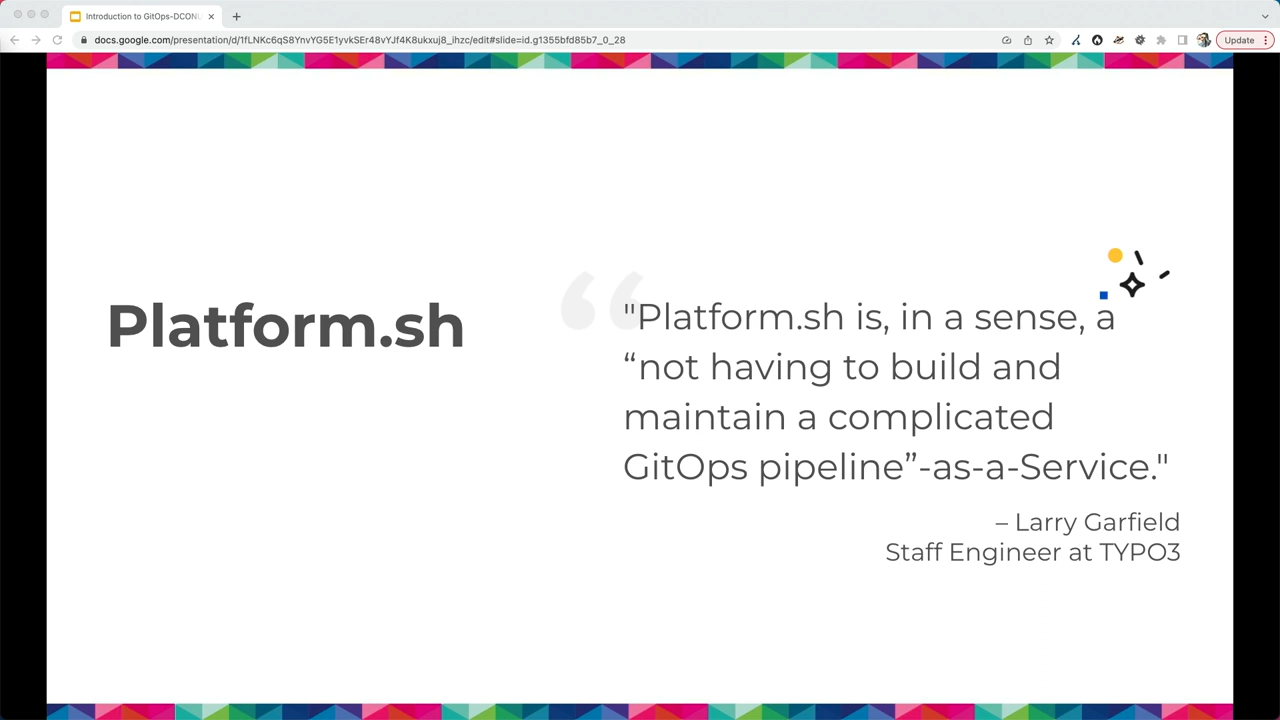 Introduction to GitOps-DCONU
docs.google.com/presentation/d/1fLNKc6qS8YnvYG5E1yvkSEr48vYJf4K8ukxuj8_ihzc/edit#slide=id.g1355bfd85b7_0_28
Update
Platform.sh
"Platform.sh is, in a sense, a
“not having to build and
maintain a complicated
GitOps pipeline”-as-a-Service."
– Larry Garfield
Staff Engineer at TYPO3